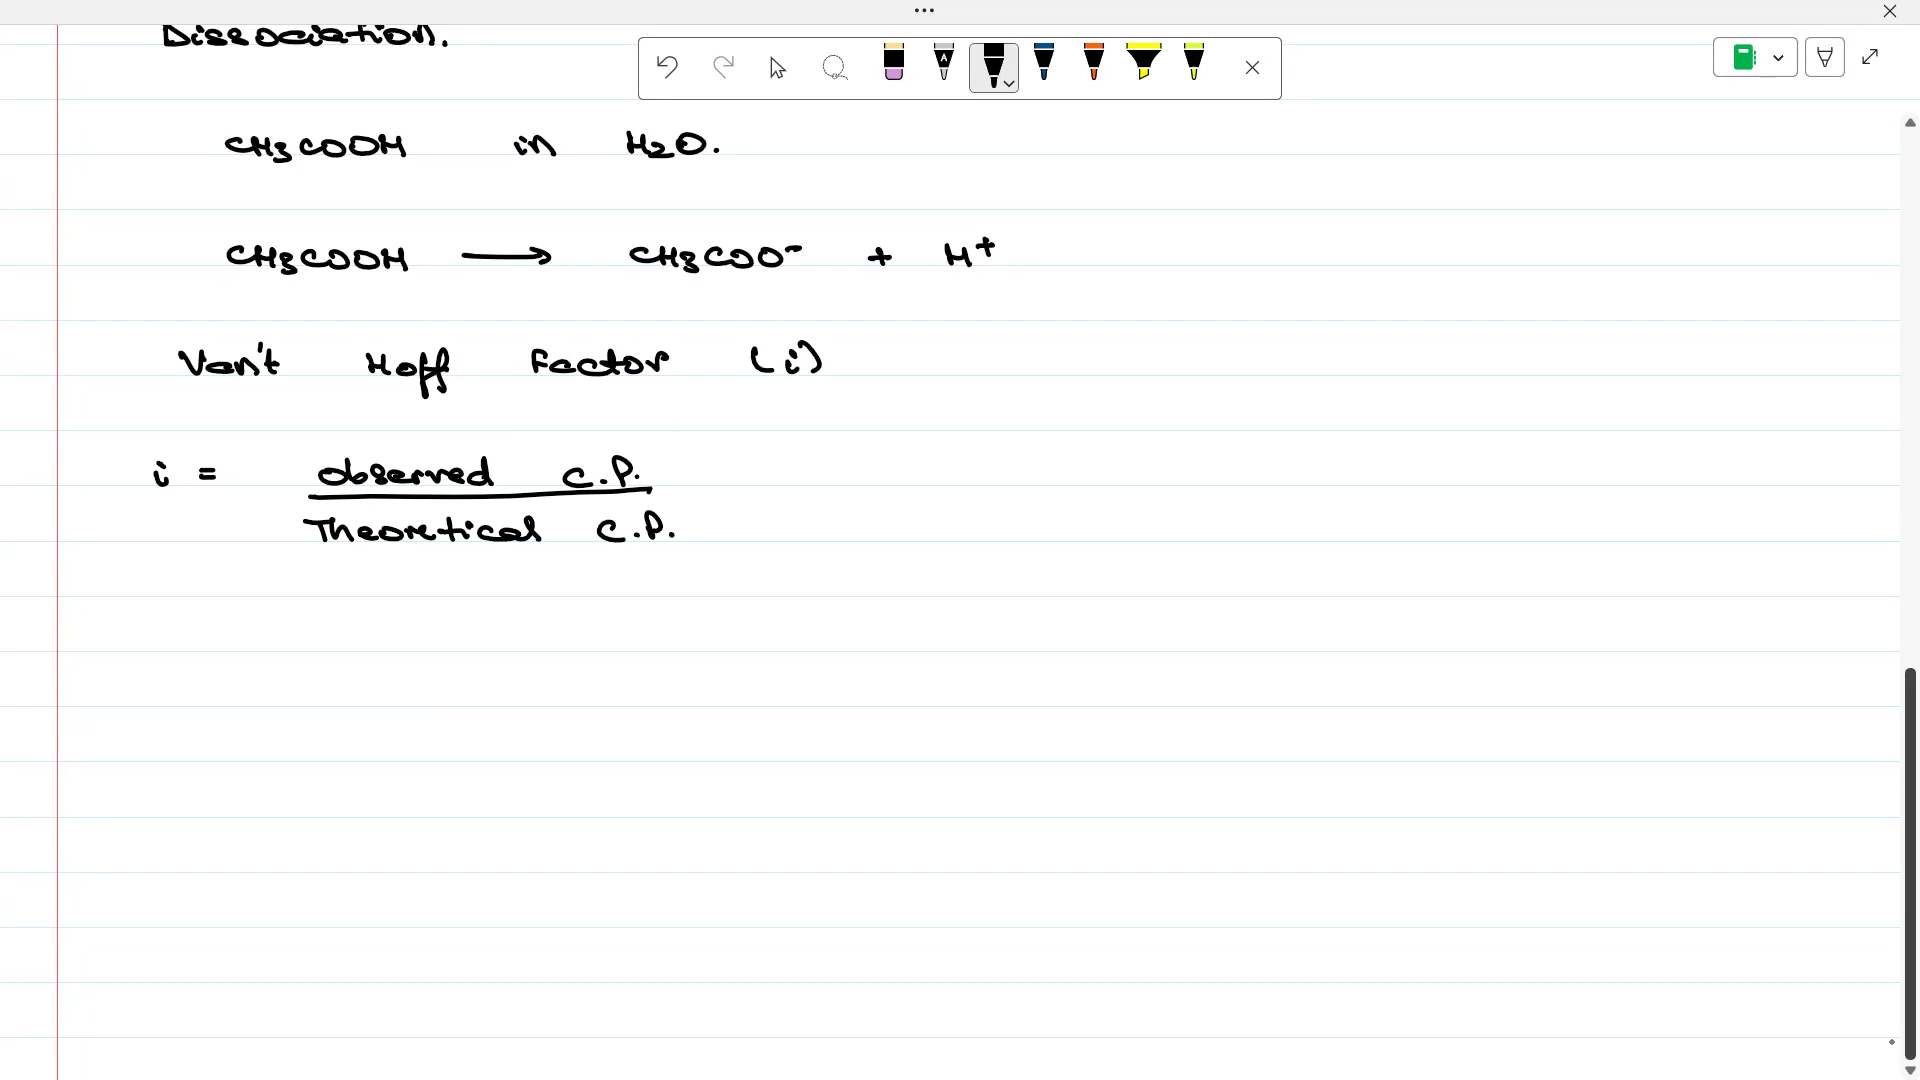 Dissociation.
CH3COOH in H2O.
CH3COOH ⟶ CH3COO⁻ + H⁺
Van't Hoff Factor (i)
i = Observed C.P.
Theoretical C.P.